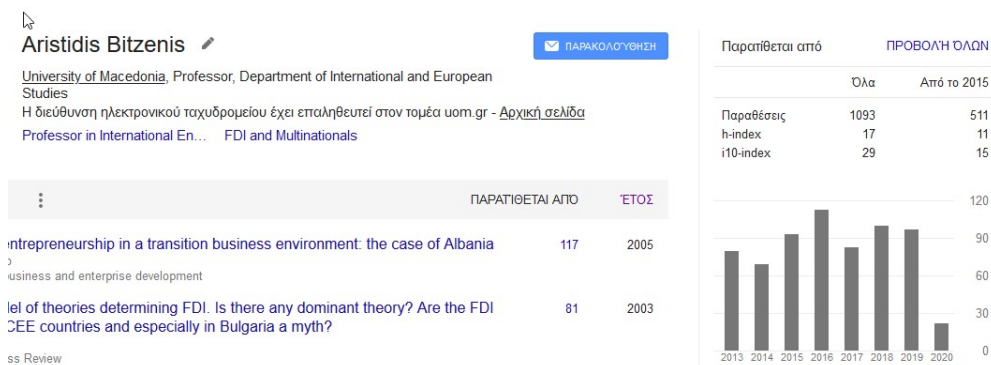 Aristidis Bitzenis
ΠΑΡΑΚΟΛΟΎΘΗΣΗ
University of Macedonia, Professor, Department of International and European
Studies
Η διεύθυνση ηλεκτρονικού ταχυδρομείου έχει επαληθευτεί στον τομέα uom.gr - Αρχική σελίδα
Professor in International En… FDI and Multinationals
ΠΑΡΑΤΊΘΕΤΑΙ ΑΠΌ ΈΤΟΣ
entrepreneurship in a transition business environment: the case of Albania 117 2005
usiness and enterprise development
el of theories determining FDI. Is there any dominant theory? Are the FDI 81 2003
CEE countries and especially in Bulgaria a myth?
ss Review
Παρατίθεται από ΠΡΟΒΟΛΉ ΌΛΩΝ
Όλα Από το 2015
Παραθέσεις 1093 511
h-index 17 11
i10-index 29 15
120
90
60
30
0
2013 2014 2015 2016 2017 2018 2019 2020